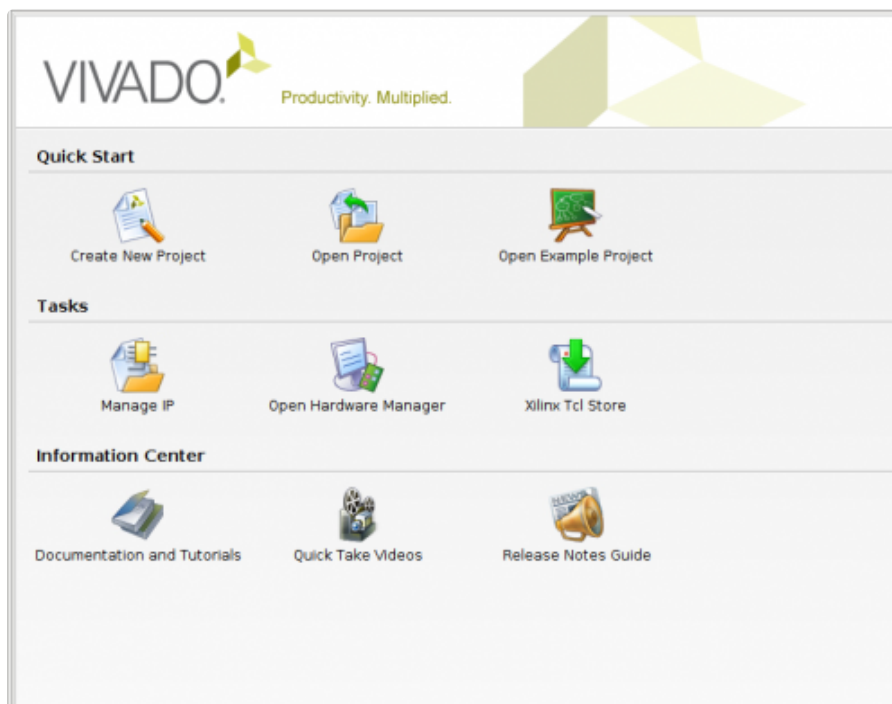 VIVADO.
Productivity. Multiplied.
Quick Start
Create New Project
Open Project
Open Example Project
Tasks
Manage IP
Open Hardware Manager
Xilinx Tcl Store
Information Center
NEWS
Documentation and Tutorials
Quick Take Videos
Release Notes Guide